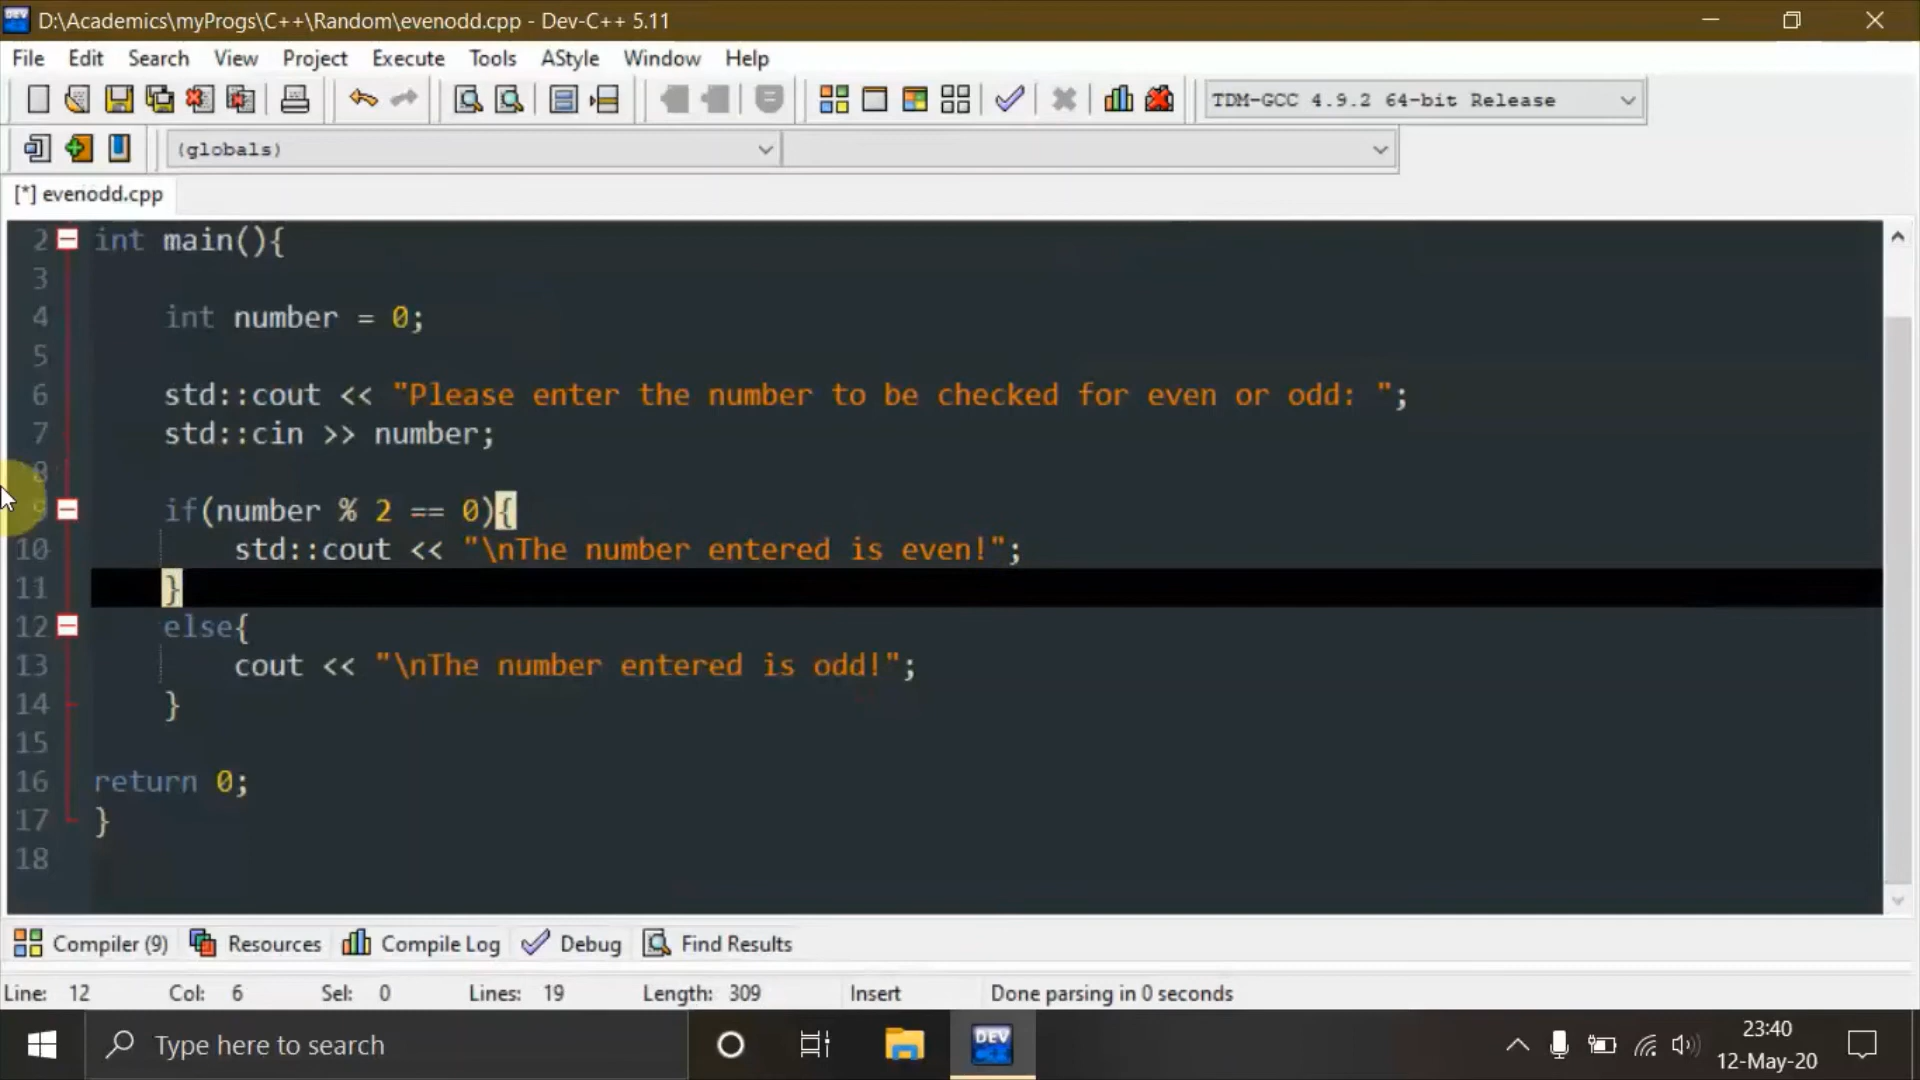 D:\Academics\myProgs\C++\Random\evenodd.cpp - Dev-C++ 5.11
File Edit Search View Project Execute Tools AStyle Window Help
TDM-GCC 4.9.2 64-bit Release
(globals)
[*] evenodd.cpp
2 int main(){
3
4 int number = 0;
5
6 std::cout << "Please enter the number to be checked for even or odd: ";
7 std::cin >> number;
8
9 if(number % 2 == 0){
10 std::cout << "\nThe number entered is even!";
11 }
12 else{
13 cout << "\nThe number entered is odd!";
14 }
15
16 return 0;
17 }
18
Compiler (9) Resources Compile Log Debug Find Results
Line: 12 Col: 6 Sel: 0 Lines: 19 Length: 309 Insert Done parsing in 0 seconds
Type here to search
DEV
23:40
12-May-20